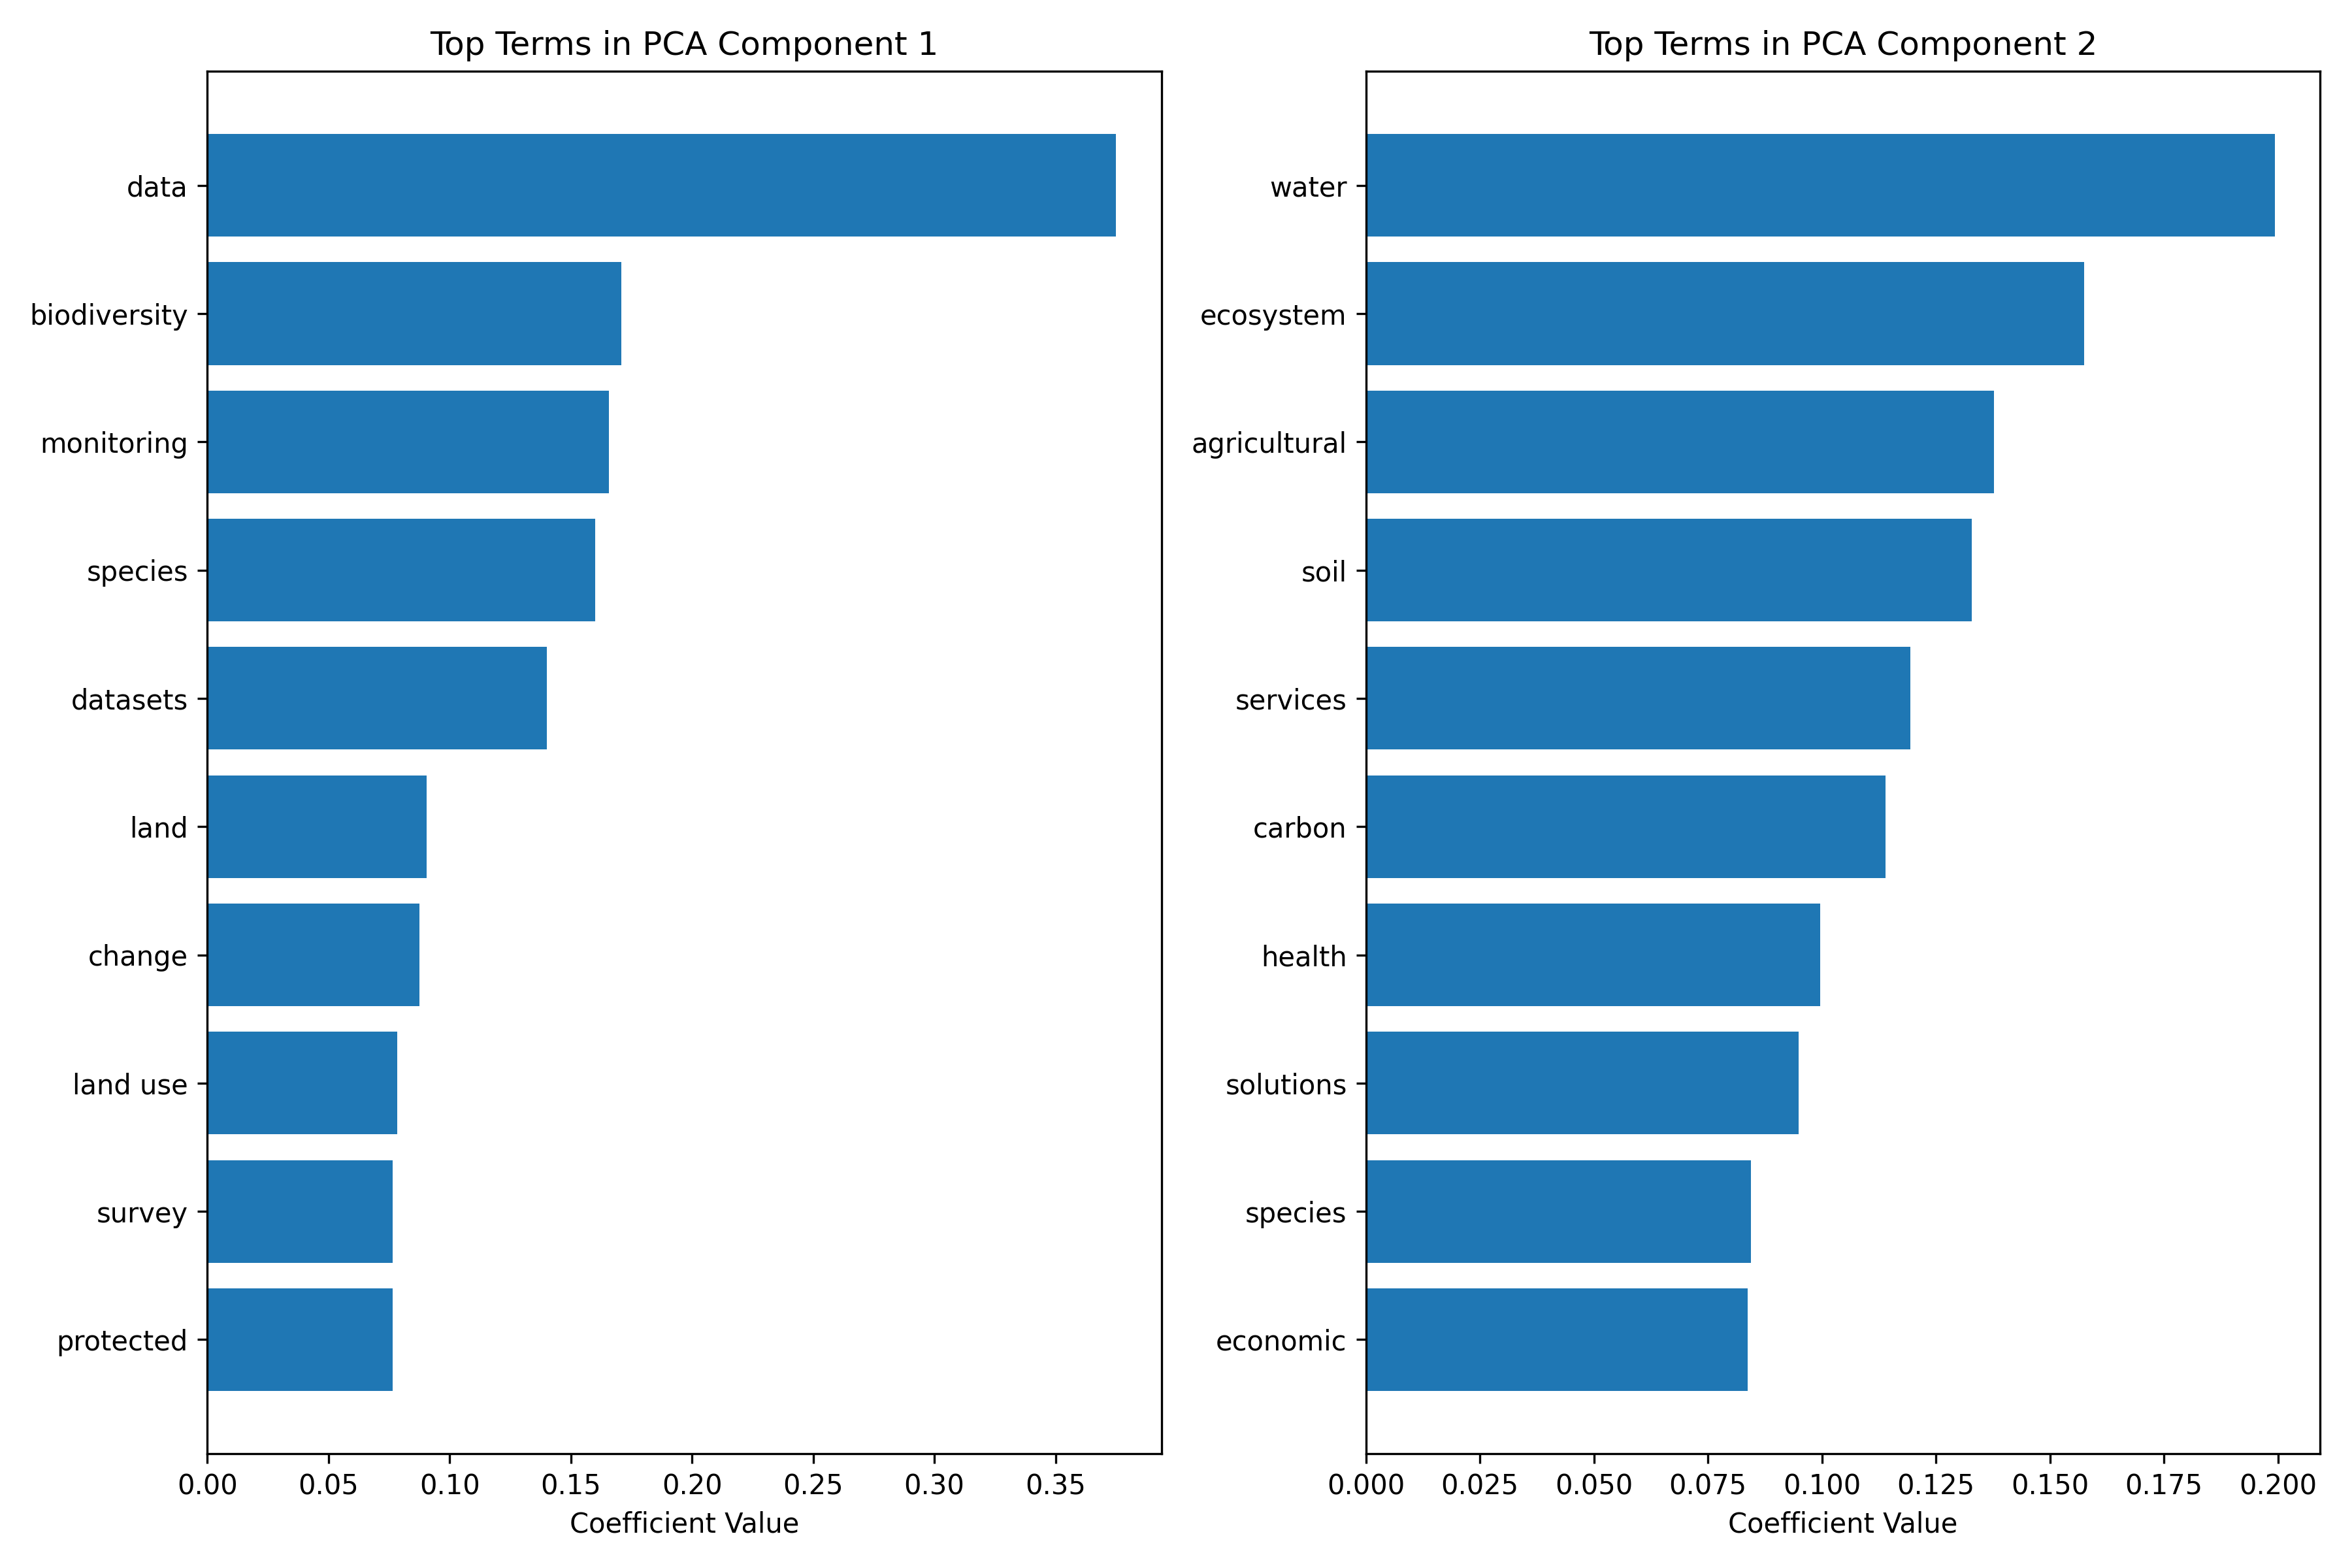 Top Terms in PCA Component 1
data
biodiversity
monitoring
species
datasets
land
change
land use
survey
protected
0.00 0.05 0.10 0.15 0.20 0.25 0.30 0.35
Coefficient Value
Top Terms in PCA Component 2
water
ecosystem
agricultural
soil
services
carbon
health
solutions
species
economic
0.000 0.025 0.050 0.075 0.100 0.125 0.150 0.175 0.200
Coefficient Value